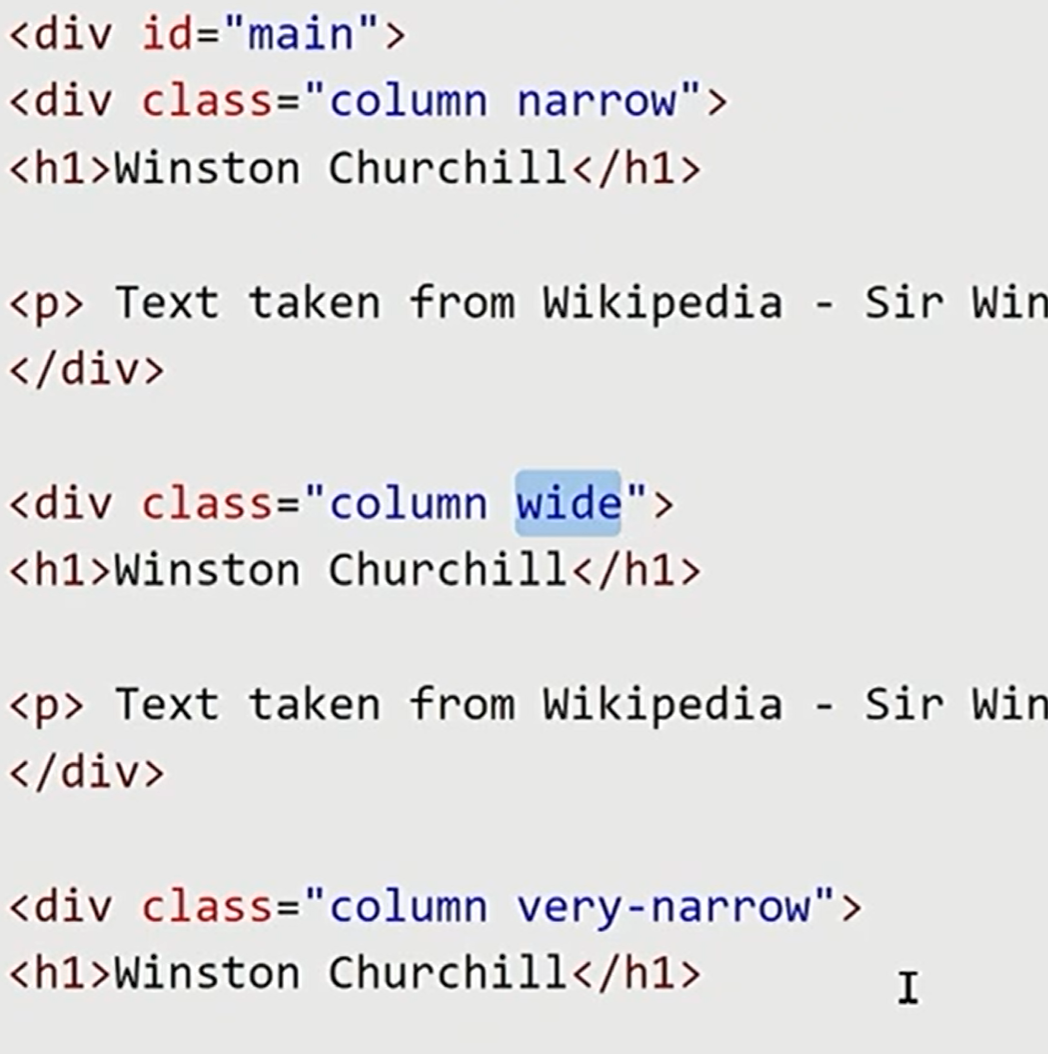 <div id="main">
<div class="column narrow">
<h1>Winston Churchill</h1>
<p> Text taken from Wikipedia - Sir Win
</div>
<div class="column wide">
<h1>Winston Churchill</h1>
<p> Text taken from Wikipedia - Sir Win
</div>
<div class="column very-narrow">
<h1>Winston Churchill</h1>